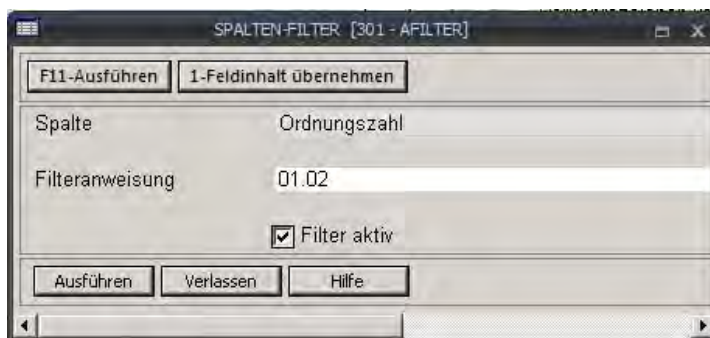 SPALTEN-FILTER [301 - AFILTER]
F11-Ausführen 1-Feldinhalt übernehmen
Spalte Ordnungszahl
Filteranweisung 01.02
Filter aktiv
Ausführen Verlassen Hilfe